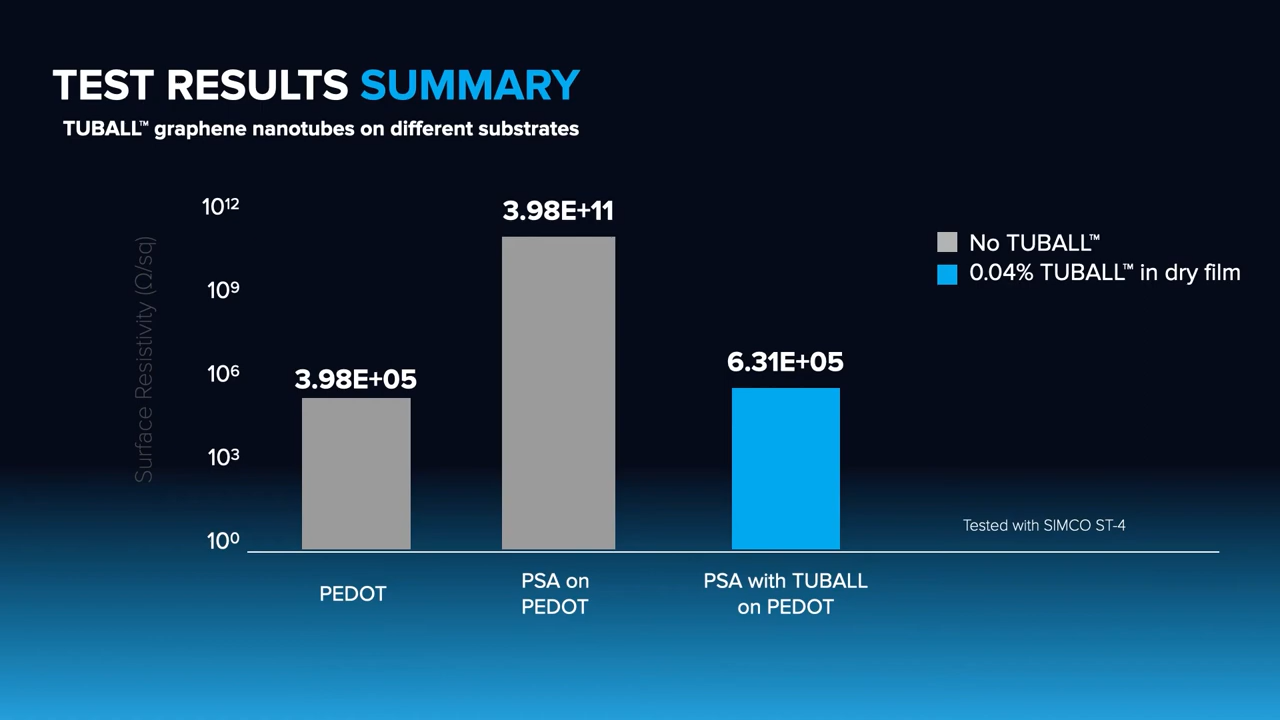 TEST RESULTS SUMMARY
TUBALL™ graphene nanotubes on different substrates
Surface Resistivity (Ω/sq)
10¹²
10⁹
10⁶
10³
10⁰
3.98E+05
3.98E+11
6.31E+05
No TUBALL™
0.04% TUBALL™ in dry film
Tested with SIMCO ST-4
PEDOT
PSA on
PEDOT
PSA with TUBALL
on PEDOT